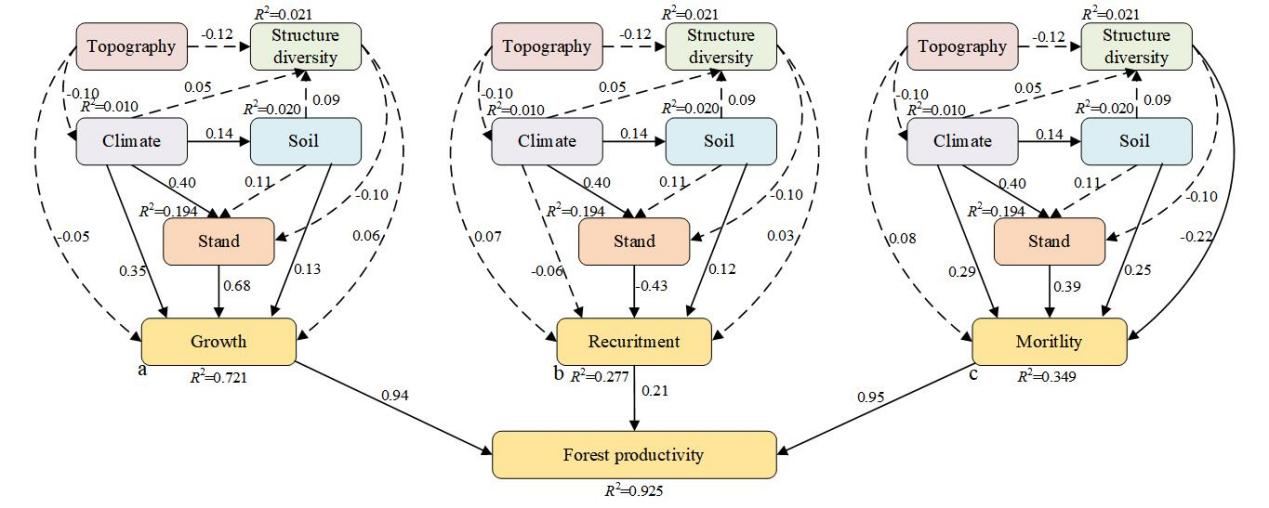 R²=0.021
Topography
-0.12
Structure
diversity
-0.10
R²=0.010
0.05
R²=0.020
0.09
Climate
0.14
Soil
0.40
0.11
-0.10
R²=0.194
Stand
-0.05
0.06
0.35
0.68
0.13
Growth
a
R²=0.721
R²=0.021
Topography
-0.12
Structure
diversity
-0.10
R²=0.010
0.05
R²=0.020
0.09
Climate
0.14
Soil
0.40
0.11
-0.10
R²=0.194
Stand
0.07
0.03
-0.06
-0.43
0.12
Recuritment
b
R²=0.277
R²=0.021
Topography
-0.12
Structure
diversity
-0.10
R²=0.010
0.05
R²=0.020
0.09
Climate
0.14
Soil
0.40
0.11
-0.10
R²=0.194
Stand
0.08
-0.22
0.29
0.39
0.25
Moritlity
c
R²=0.349
0.94
0.21
0.95
Forest productivity
R²=0.925